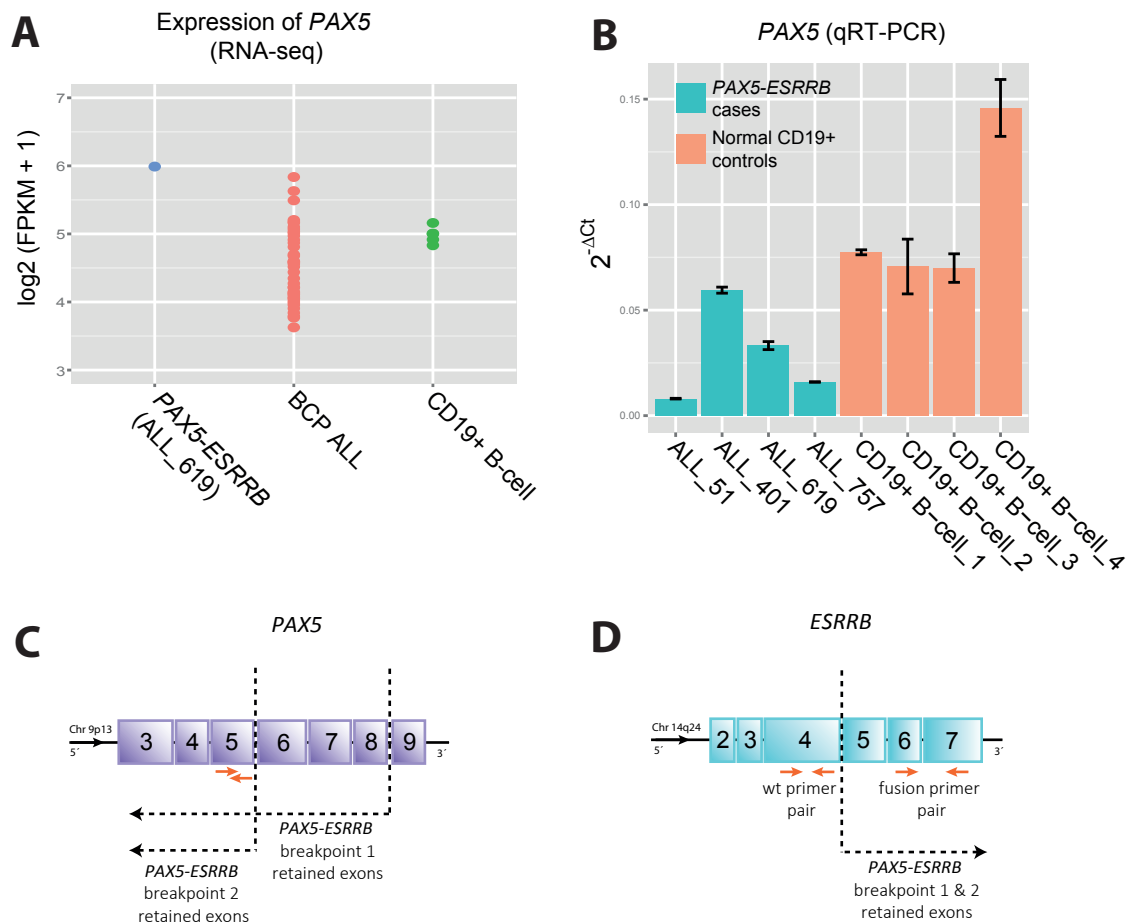 A
Expression of PAX5
(RNA-seq)
log2 (FPKM + 1)
7
6
5
4
3
PAX5-ESRRB
(ALL_619)
BCP ALL
CD19+ B-cell
B
PAX5 (qRT-PCR)
PAX5-ESRRB
cases
Normal CD19+
controls
2^-ΔCt
0.15
0.10
0.05
0.00
ALL_51
ALL_401
ALL_619
ALL_757
CD19+ B−cell_1
CD19+ B−cell_2
CD19+ B−cell_3
CD19+ B−cell_4
C
PAX5
Chr 9p13
5´
3 4 5 6 7 8 9
3´
PAX5-ESRRB
breakpoint 1
retained exons
PAX5-ESRRB
breakpoint 2
retained exons
D
ESRRB
Chr 14q24
5´
2 3 4 5 6 7
3´
wt primer
pair
fusion primer
pair
PAX5-ESRRB
breakpoint 1 & 2
retained exons